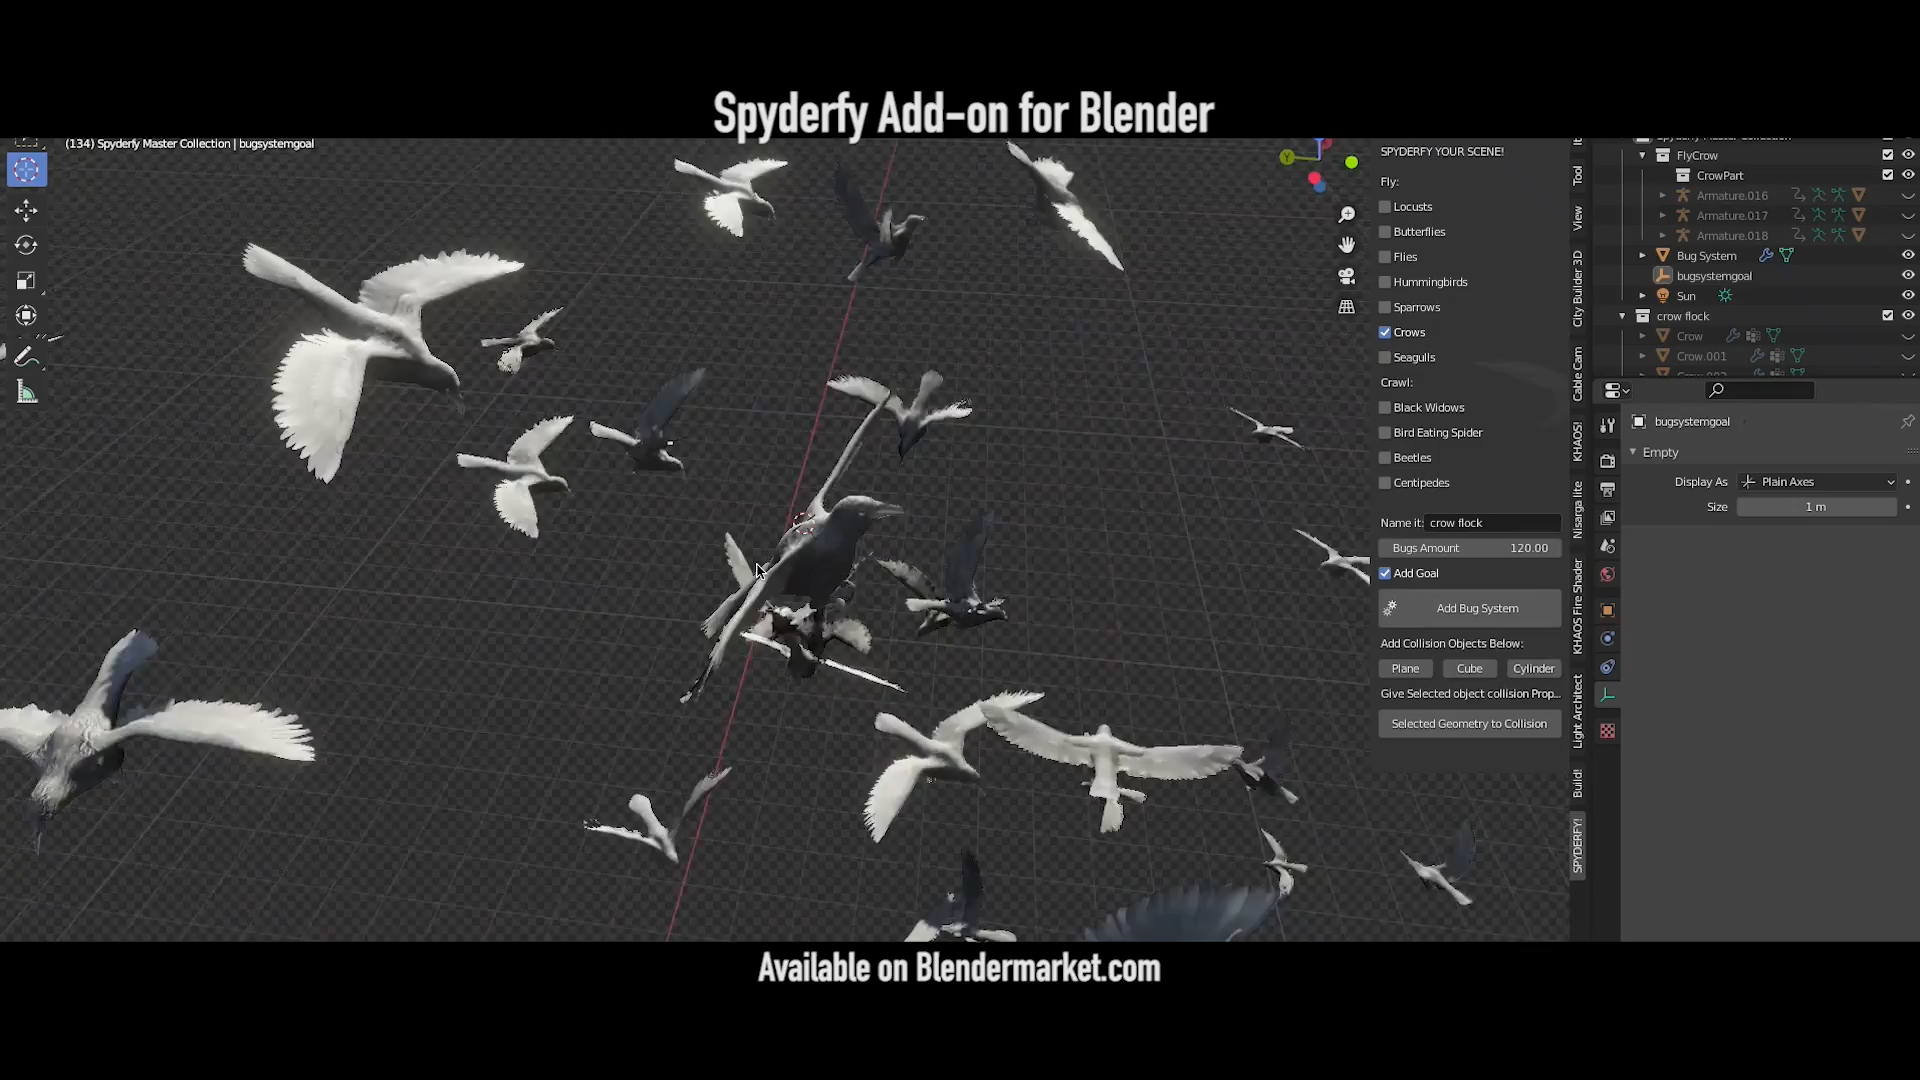 Spyderfy Add-on for Blender
(134) Spyderfy Master Collection | bugsystemgoal
SPYDERFY YOUR SCENE!
Fly:
Locusts
Butterflies
Flies
Hummingbirds
Sparrows
Crows
Seagulls
Crawl:
Black Widows
Bird Eating Spider
Beetles
Centipedes
Name it: crow flock
Bugs Amount 120.00
Add Goal
Add Bug System
Add Collision Objects Below:
Plane Cube Cylinder
Give Selected object collision Prop...
Selected Geometry to Collision
Y
Tool
View
City Builder 3D
Cable Cam
KHAOS!
Nisarga lite
KHAOS Fire Shader
Light Architect
Build!
SPYDERFY!
FlyCrow
CrowPart
Armature.016
Armature.017
Armature.018
Bug System
bugsystemgoal
Sun
crow flock
Crow
Crow.001
bugsystemgoal
Empty
Display As Plain Axes
Size 1 m
Available on Blendermarket.com